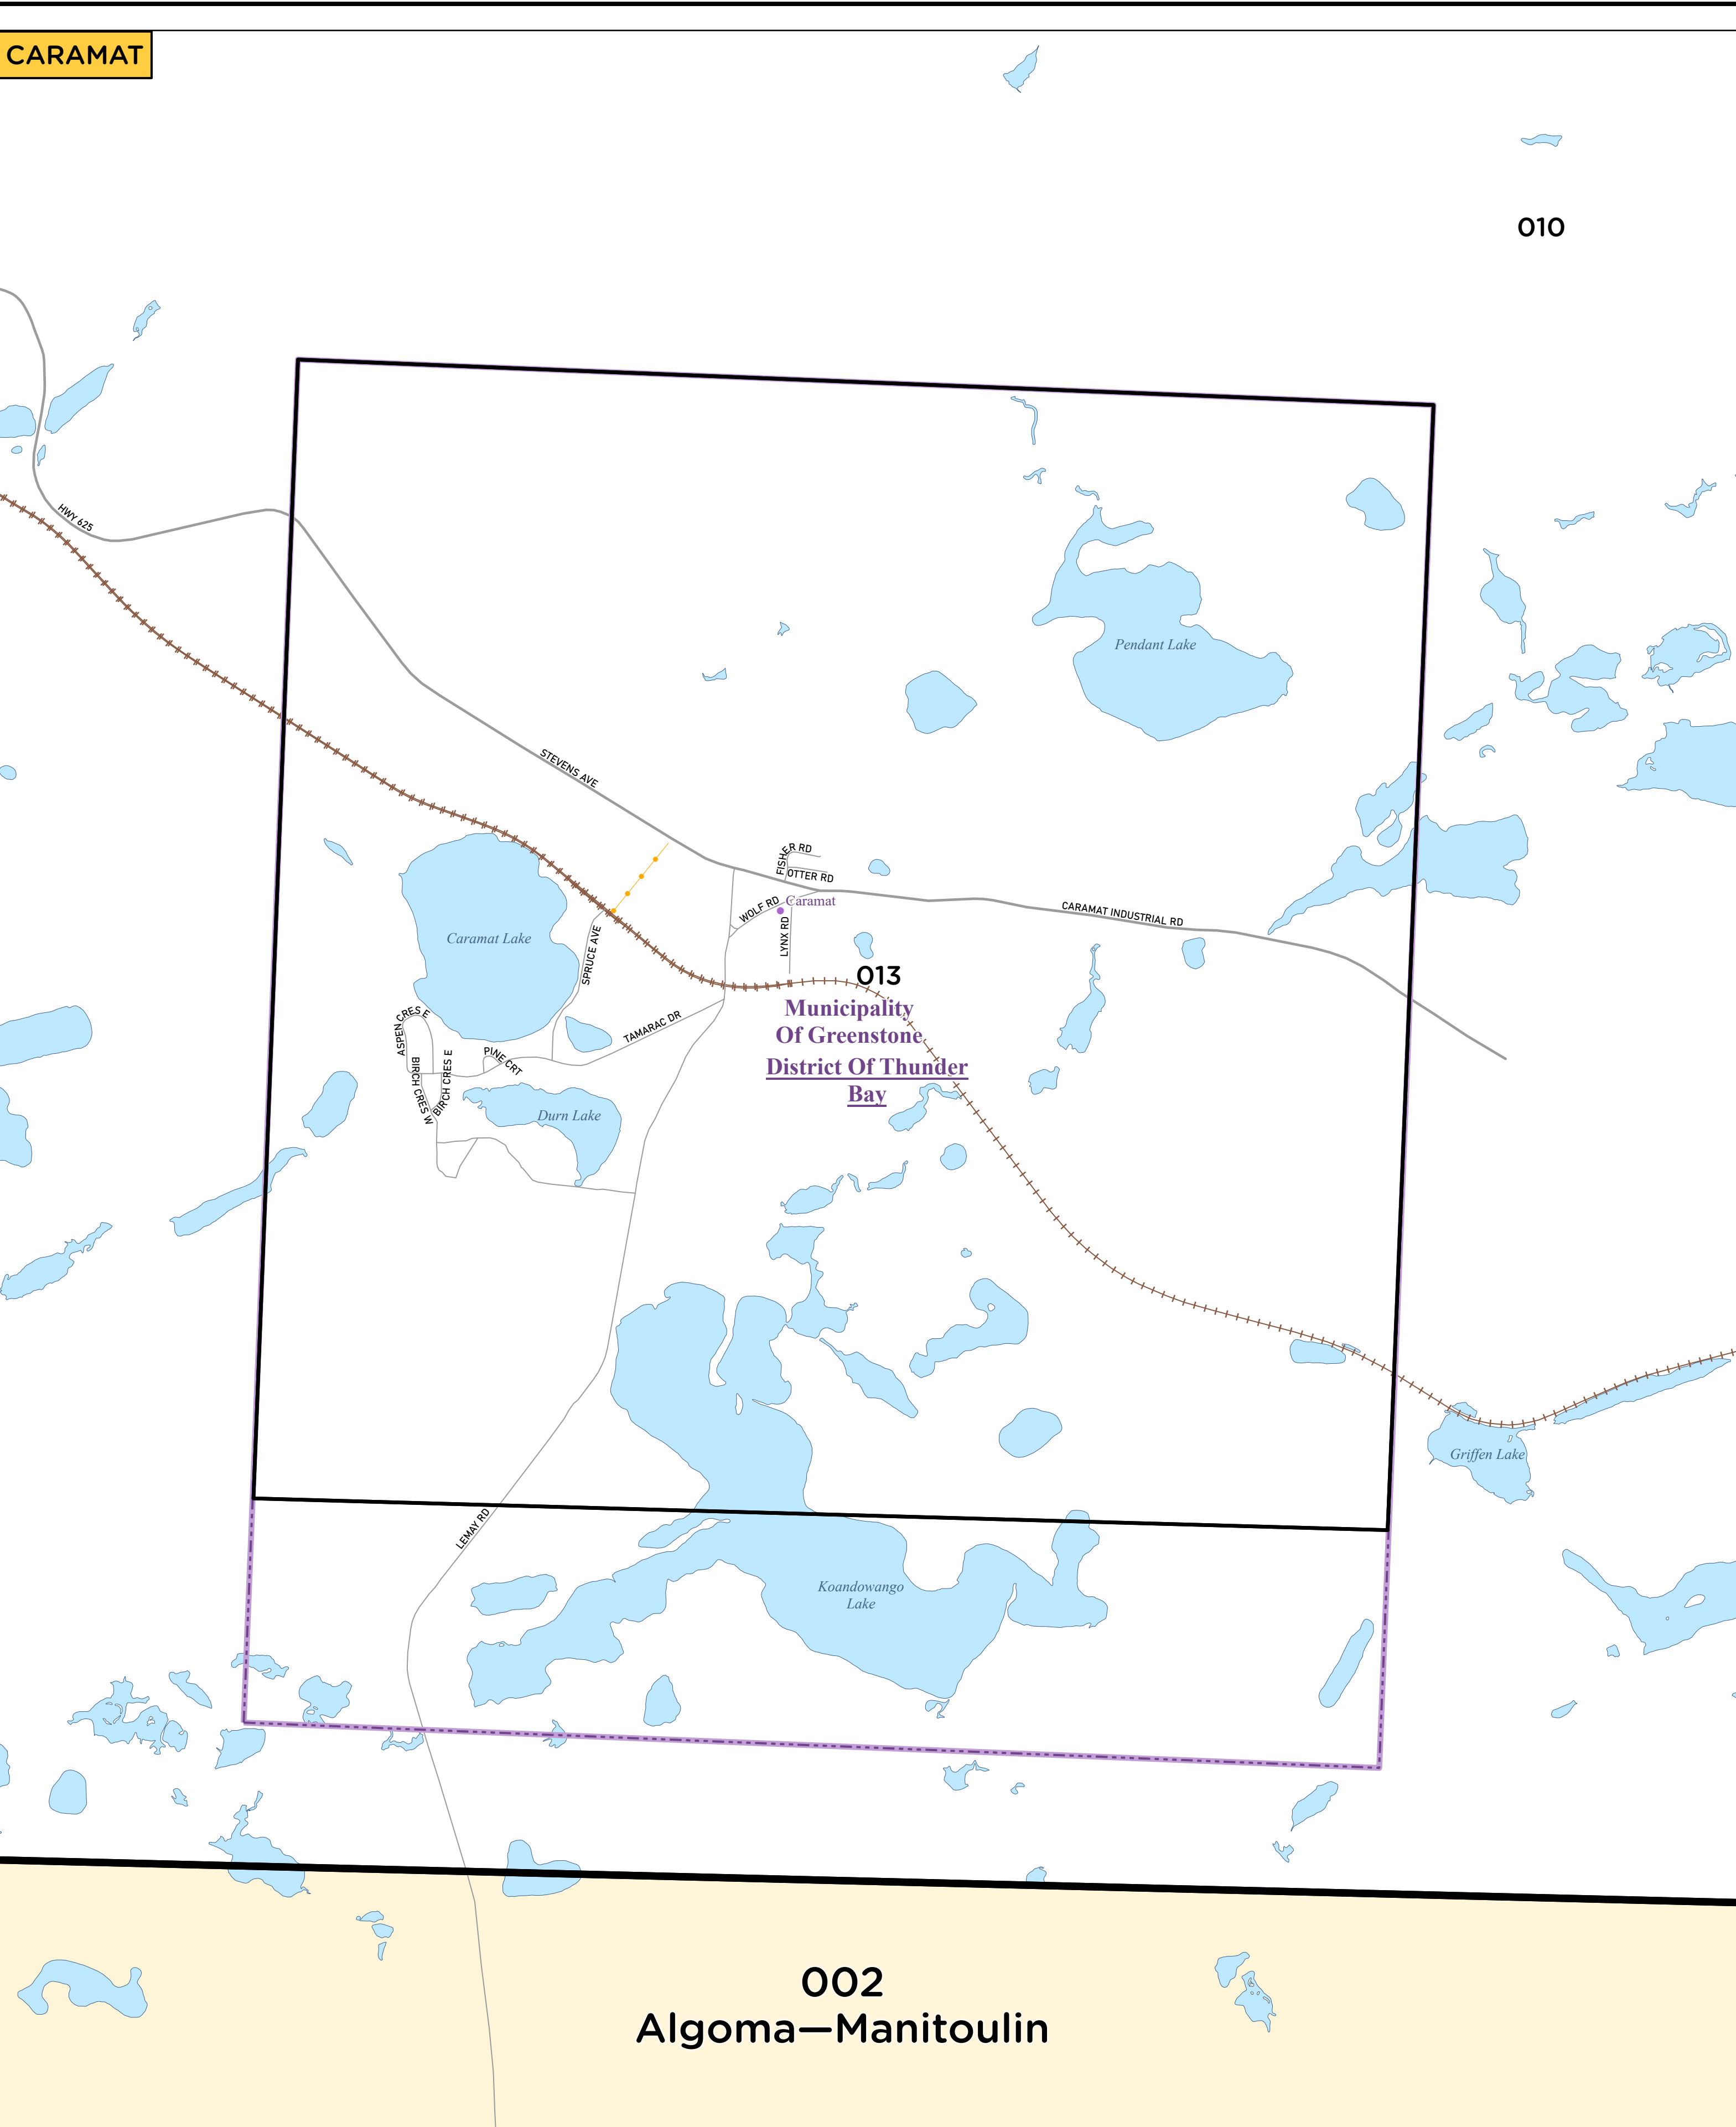 CARAMAT
010
HWY 625
Pendant Lake
STEVENS AVE
FISHER RD
OTTER RD
WOLF RD
Caramat
LYNX RD
CARAMAT INDUSTRIAL RD
Caramat Lake
SPRUCE AVE
013
Municipality
Of Greenstone
District Of Thunder
Bay
ASPEN CRES E
TAMARAC DR
PINE CRT
BIRCH CRES W
BIRCH CRES E
Durn Lake
Griffen Lake
LEMAY RD
Koandowango
Lake
002
Algoma—Manitoulin